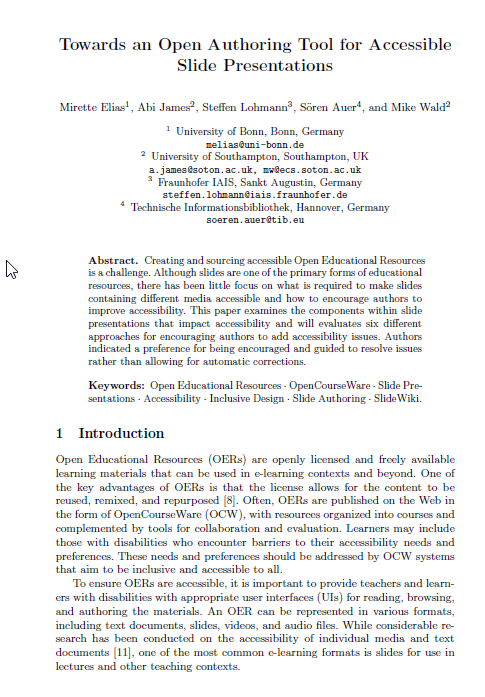 Towards an Open Authoring Tool for Accessible
Slide Presentations
Mirette Elias1, Abi James2, Steffen Lohmann3, Sören Auer4, and Mike Wald2
1 University of Bonn, Bonn, Germany
melias@uni-bonn.de
2 University of Southampton, Southampton, UK
a.james@soton.ac.uk, mw@ecs.soton.ac.uk
3 Fraunhofer IAIS, Sankt Augustin, Germany
steffen.lohmann@iais.fraunhofer.de
4 Technische Informationsbibliothek, Hannover, Germany
soeren.auer@tib.eu
Abstract. Creating and sourcing accessible Open Educational Resources
is a challenge. Although slides are one of the primary forms of educational
resources, there has been little focus on what is required to make slides
containing different media accessible and how to encourage authors to
improve accessibility. This paper examines the components within slide
presentations that impact accessibility and will evaluates six different
approaches for encouraging authors to add accessibility issues. Authors
indicated a preference for being encouraged and guided to resolve issues
rather than allowing for automatic corrections.
Keywords: Open Educational Resources · OpenCourseWare · Slide Pre-
sentations · Accessibility · Inclusive Design · Slide Authoring · SlideWiki.
1 Introduction
Open Educational Resources (OERs) are openly licensed and freely available
learning materials that can be used in e-learning contexts and beyond. One of
the key advantages of OERs is that the license allows for the content to be
reused, remixed, and repurposed [8]. Often, OERs are published on the Web in
the form of OpenCourseWare (OCW), with resources organized into courses and
complemented by tools for collaboration and evaluation. Learners may include
those with disabilities who encounter barriers to their accessibility needs and
preferences. These needs and preferences should be addressed by OCW systems
that aim to be inclusive and accessible to all.
To ensure OERs are accessible, it is important to provide teachers and learn-
ers with disabilities with appropriate user interfaces (UIs) for reading, browsing,
and authoring the materials. An OER can be represented in various formats,
including text documents, slides, videos, and audio files. While considerable re-
search has been conducted on the accessibility of individual media and text
documents [11], one of the most common e-learning formats is slides for use in
lectures and other teaching contexts.